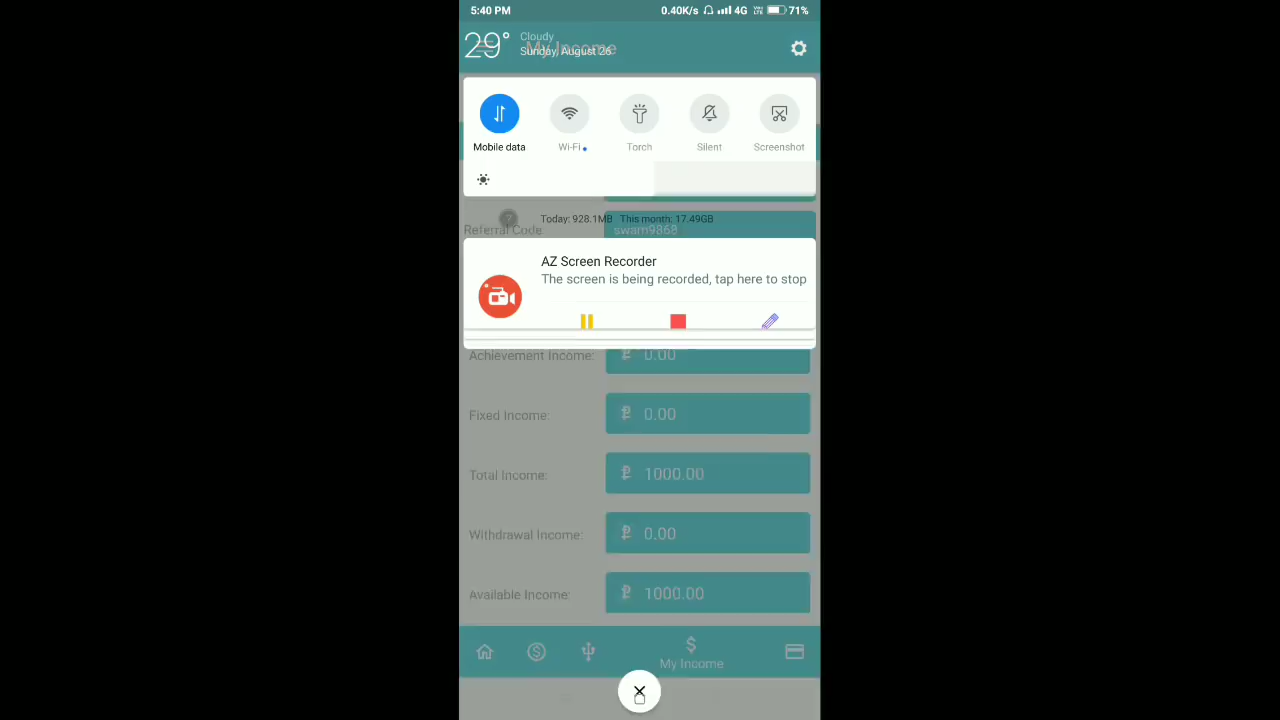 5:40 PM
0.40K/s 4G 71%
29° Cloudy
Sunday, August 26
My Income
Mobile data
Wi-Fi
Torch
Silent
Screenshot
Today: 928.1MB This month: 17.49GB
Referral Code: swam9868
AZ Screen Recorder
The screen is being recorded, tap here to stop
Achievement Income: 0.00
Fixed Income: 0.00
Total Income: 1000.00
Withdrawal Income: 0.00
Available Income: 1000.00
My Income